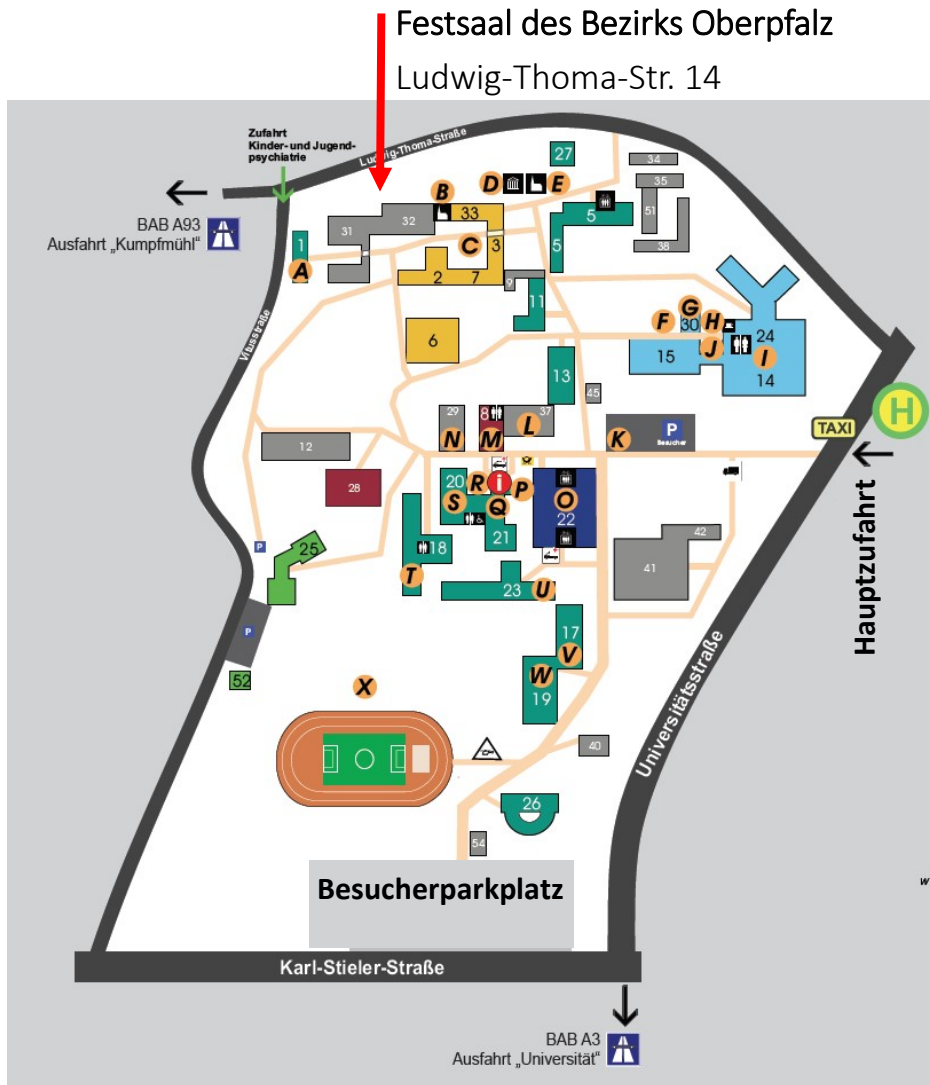 Festsaal des Bezirks Oberpfalz
Ludwig-Thoma-Str. 14
Zufahrt
Kinder-und Jugend-
psychiatrie
Ludwig-Thoma-Straße
27
34
35
51
38
D
E
B
33
5
5
BAB A93
Ausfahrt „Kumpfmühl“
31
32
1
A
C
3
2
7
9
11
Vitusstraße
6
F
G
30
H
J
24
I
15
14
13
45
H
29
8
37
L
N
M
K
P
Besucher
TAXI
12
28
20
R
i
P
S
Q
O
22
21
18
T
42
41
Hauptzufahrt
P
25
23
U
17
V
P
52
W
19
X
Universitätsstraße
40
26
54
Besucherparkplatz
w
Karl-Stieler-Straße
BAB A3
Ausfahrt „Universität“